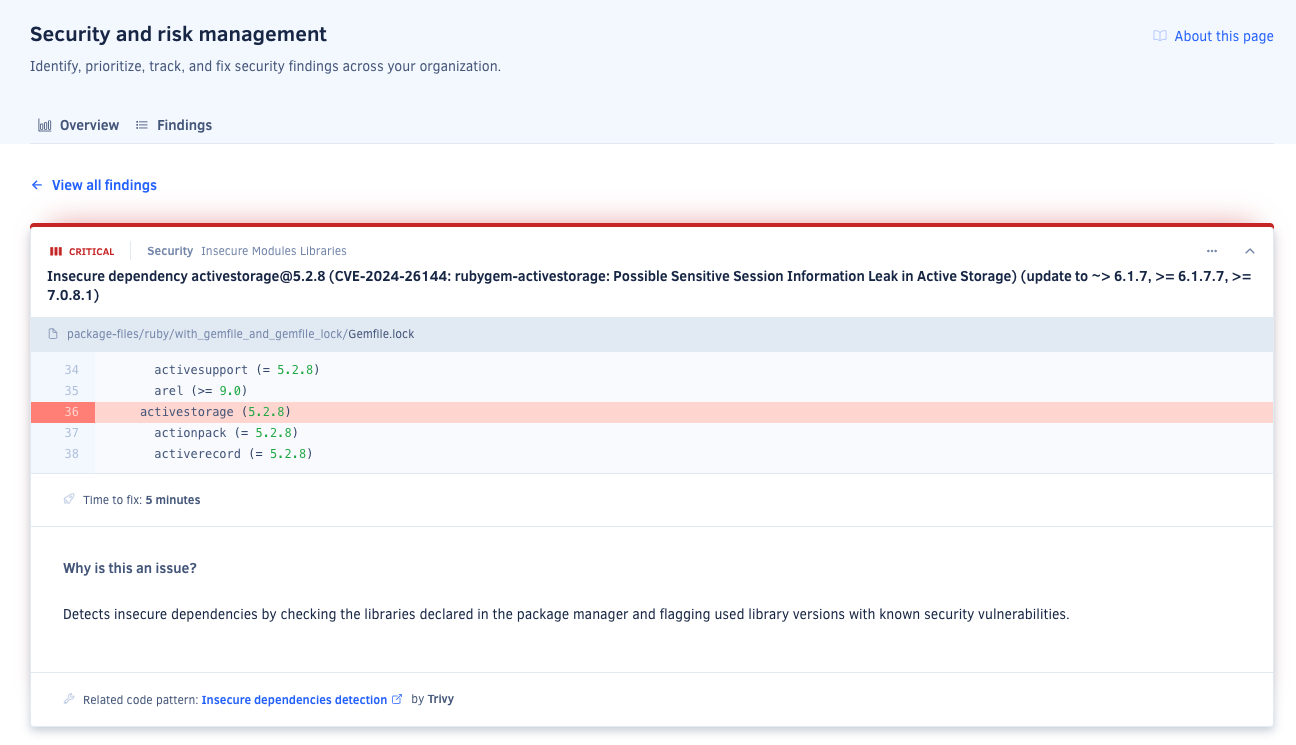 Security and risk management
About this page
Identify, prioritize, track, and fix security findings across your organization.
Overview
Findings
View all findings
CRITICAL
Security Insecure Modules Libraries
Insecure dependency activestorage@5.2.8 (CVE-2024-26144: rubygem-activestorage: Possible Sensitive Session Information Leak in Active Storage) (update to ~> 6.1.7, >= 6.1.7.7, >=
7.0.8.1)
package-files/ruby/with_gemfile_and_gemfile_lock/Gemfile.lock
34 activesupport (= 5.2.8)
35 arel (>= 9.0)
36 activestorage (5.2.8)
37 actionpack (= 5.2.8)
38 activerecord (= 5.2.8)
Time to fix: 5 minutes
Why is this an issue?
Detects insecure dependencies by checking the libraries declared in the package manager and flagging used library versions with known security vulnerabilities.
Related code pattern: Insecure dependencies detection by Trivy